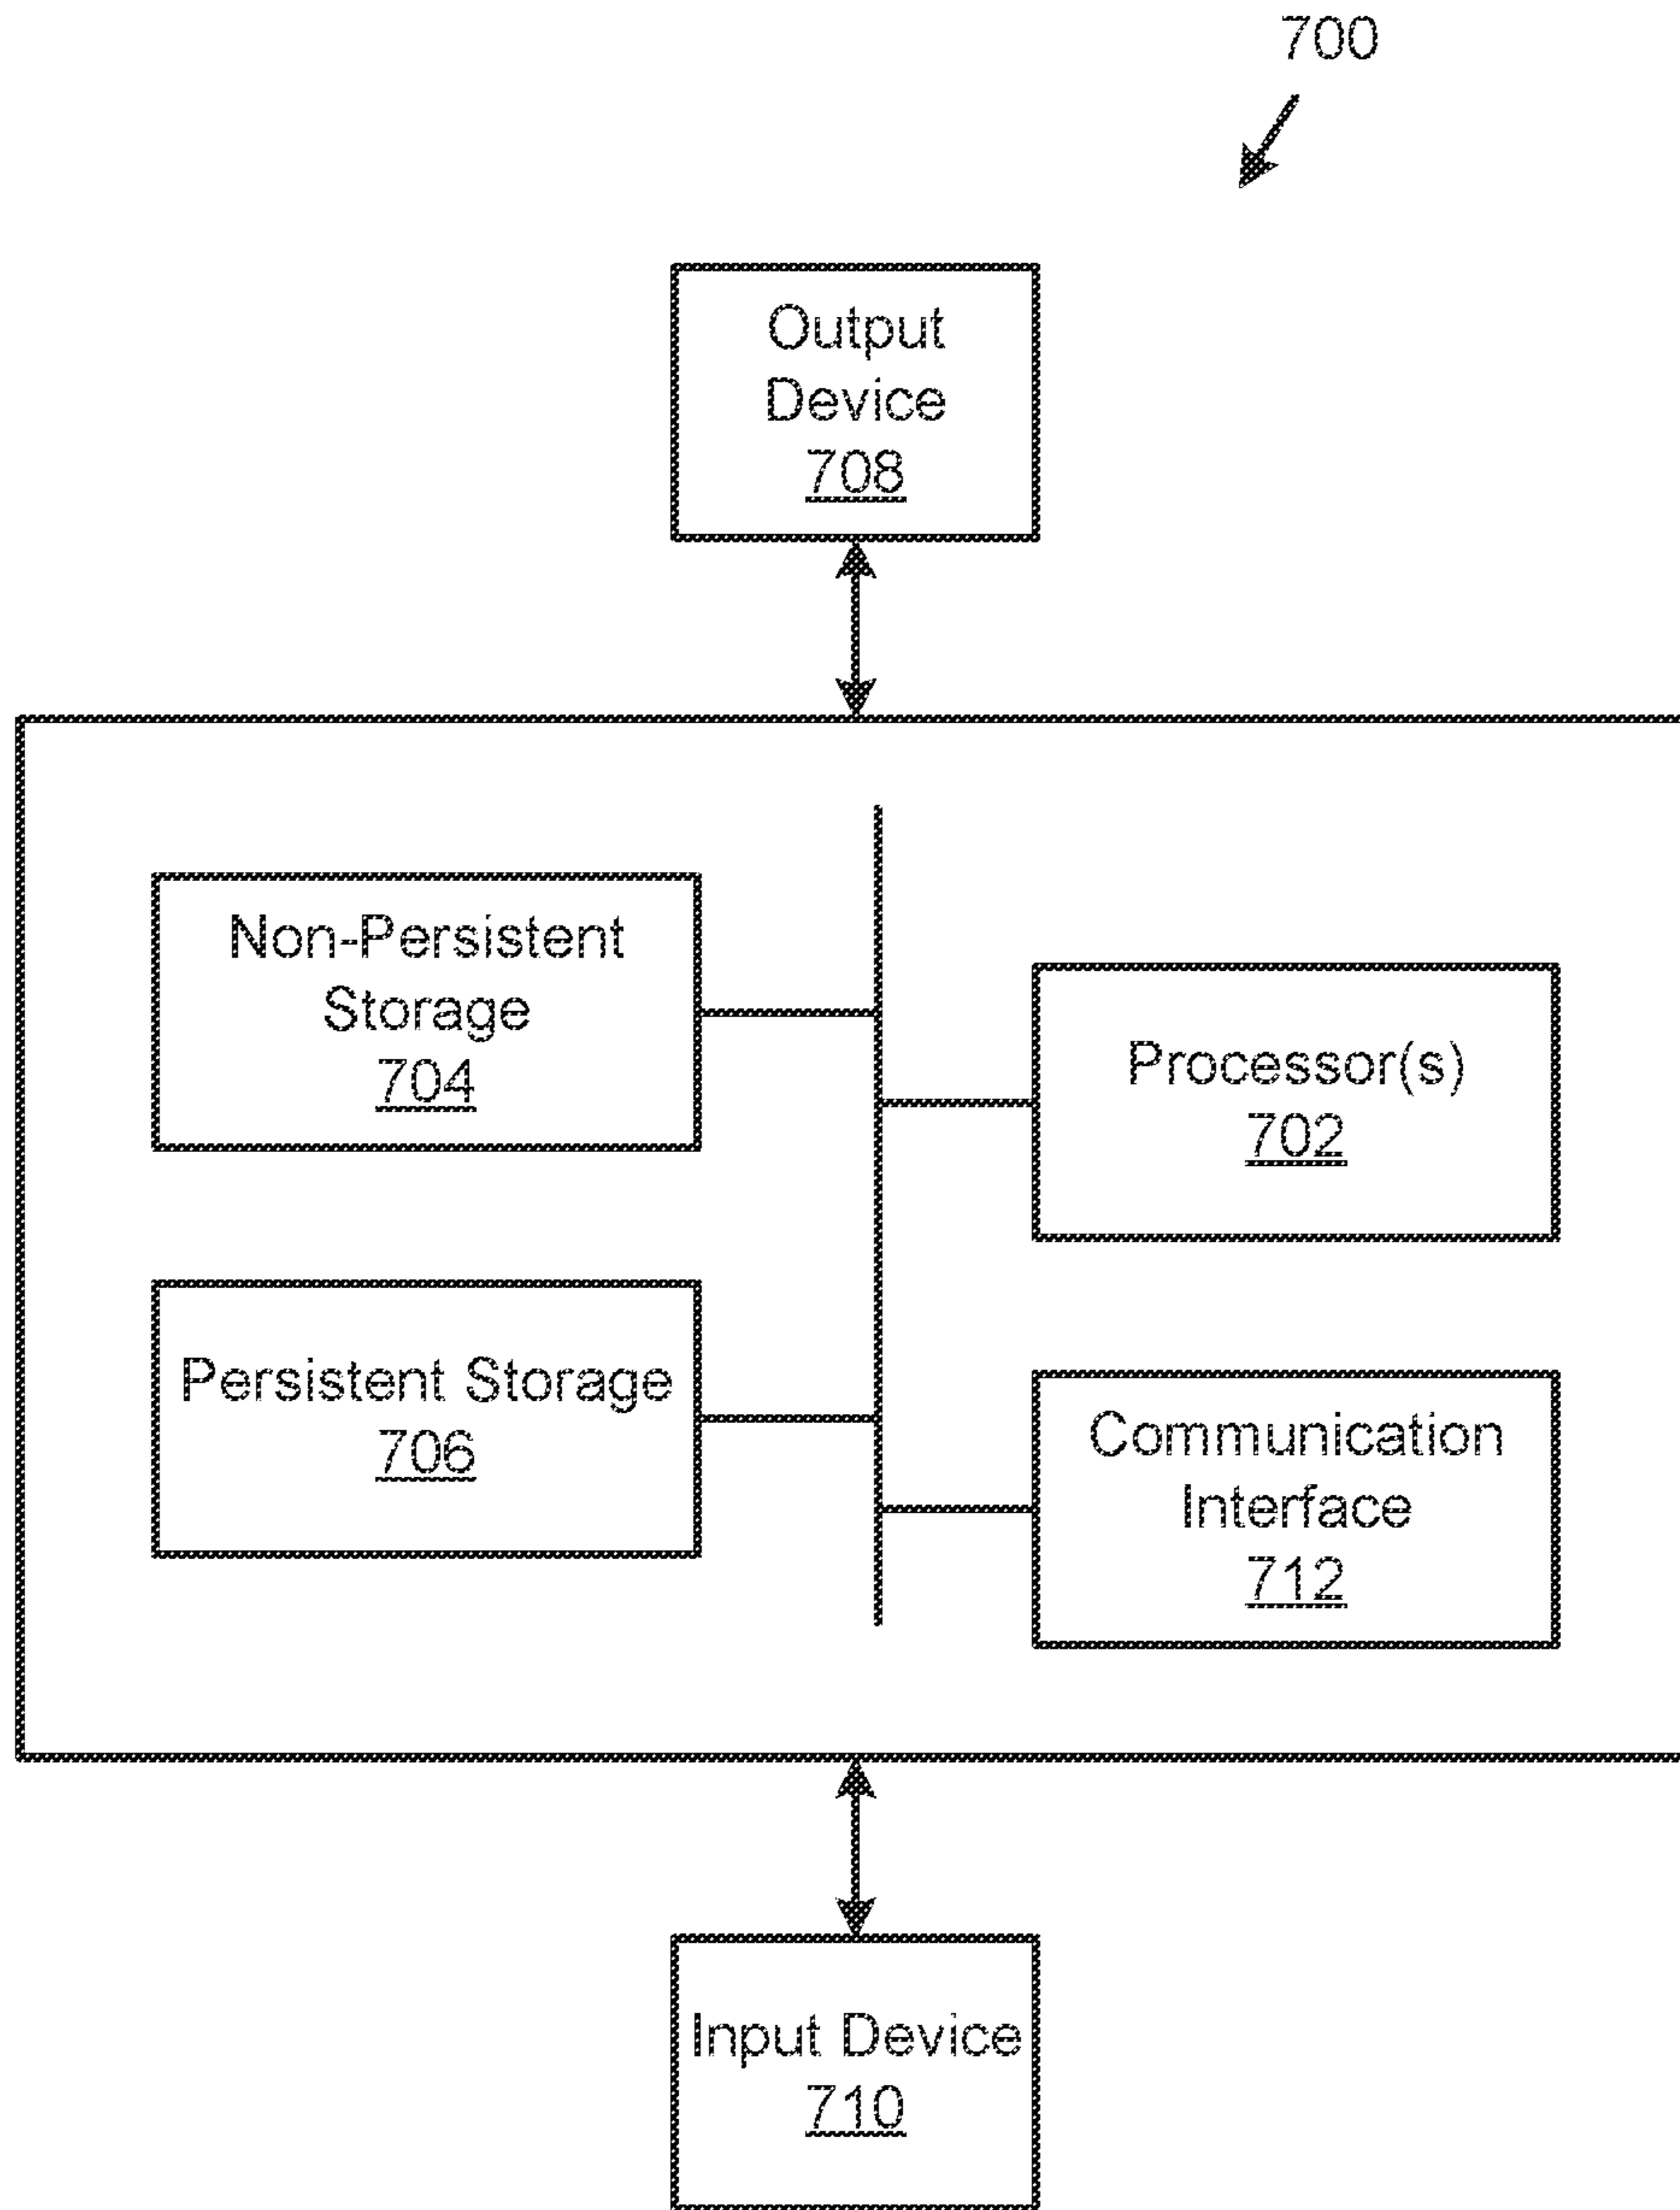 700
Output
Device
708
Non-Persistent
Storage
704
Processor(s)
702
Persistent Storage
706
Communication
Interface
712
Input Device
710